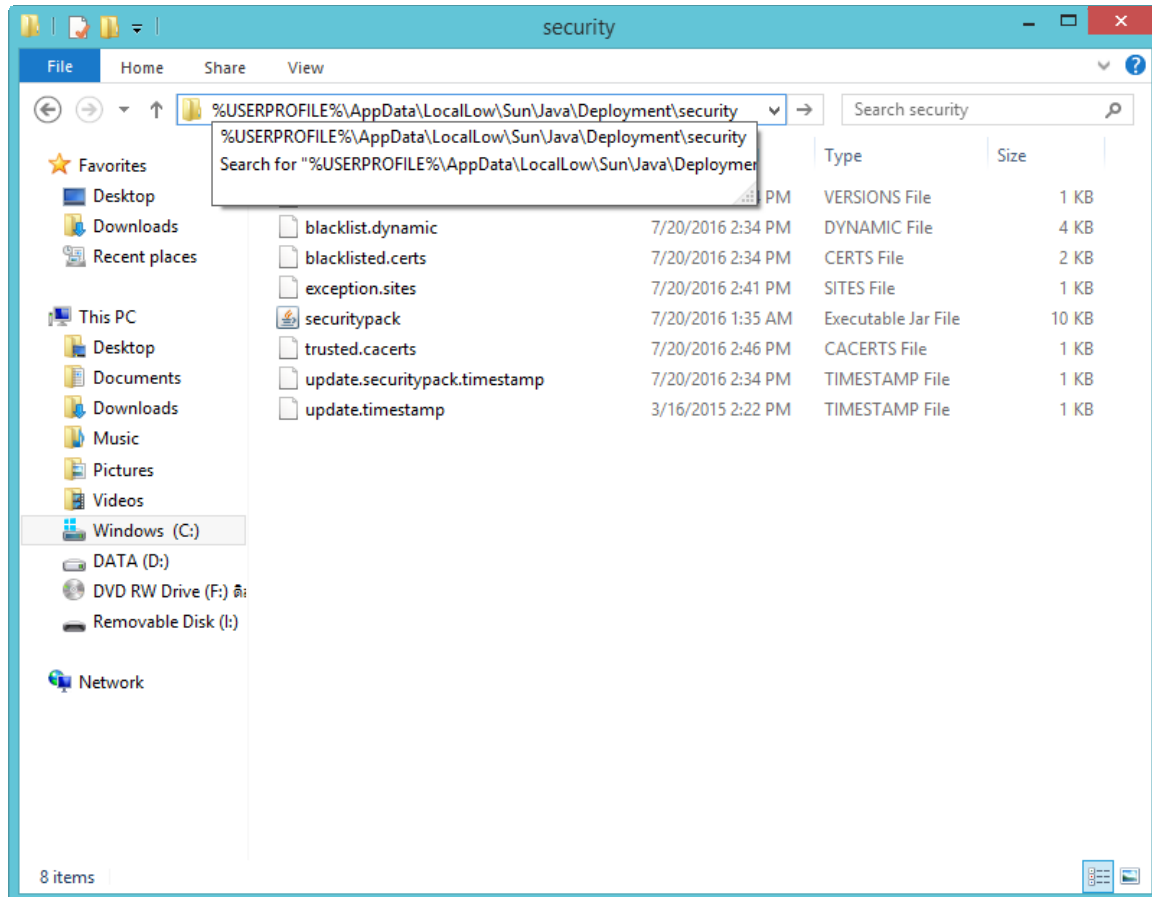 security
File Home Share View
%USERPROFILE%\AppData\LocalLow\Sun\Java\Deployment\security Search security
%USERPROFILE%\AppData\LocalLow\Sun\Java\Deployment\security
Search for "%USERPROFILE%\AppData\LocalLow\Sun\Java\Deploymen
Type Size
PM VERSIONS File 1 KB
blacklist.dynamic 7/20/2016 2:34 PM DYNAMIC File 4 KB
blacklisted.certs 7/20/2016 2:34 PM CERTS File 2 KB
exception.sites 7/20/2016 2:41 PM SITES File 1 KB
securitypack 7/20/2016 1:35 AM Executable Jar File 10 KB
trusted.cacerts 7/20/2016 2:46 PM CACERTS File 1 KB
update.securitypack.timestamp 7/20/2016 2:34 PM TIMESTAMP File 1 KB
update.timestamp 3/16/2015 2:22 PM TIMESTAMP File 1 KB
Favorites
Desktop
Downloads
Recent places
This PC
Desktop
Documents
Downloads
Music
Pictures
Videos
Windows (C:)
DATA (D:)
DVD RW Drive (F:)
Removable Disk (I:)
Network
8 items